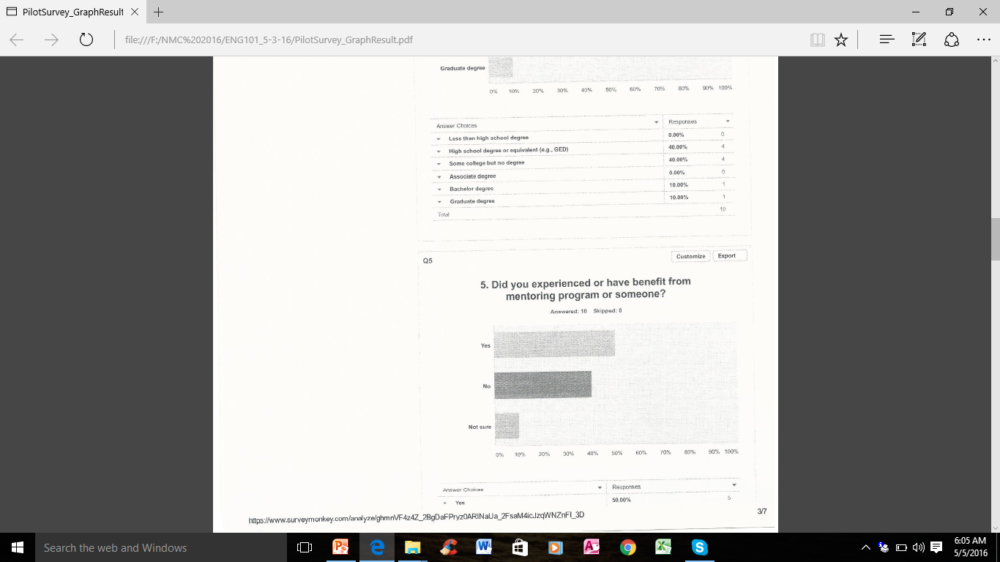 PilotSurvey_GraphResult
file:///F:/NMC%202016/ENG101_5-3-16/PilotSurvey_GraphResult.pdf
Graduate degree
0% 10% 20% 30% 40% 50% 60% 70% 80% 90% 100%
Answer Choices Responses
Less than high school degree 0.00% 0
High school degree or equivalent (e.g., GED) 40.00% 4
Some college but no degree 40.00% 4
Associate degree 0.00% 0
Bachelor degree 10.00% 1
Graduate degree 10.00% 1
Total 10
Q5 Customize Export
5. Did you experienced or have benefit from
mentoring program or someone?
Answered: 10 Skipped: 0
Yes
No
Not sure
0% 10% 20% 30% 40% 50% 60% 70% 80% 90% 100%
Answer Choices Responses
Yes 50.00% 5
3/7
Search the web and Windows
6:05 AM
5/5/2016